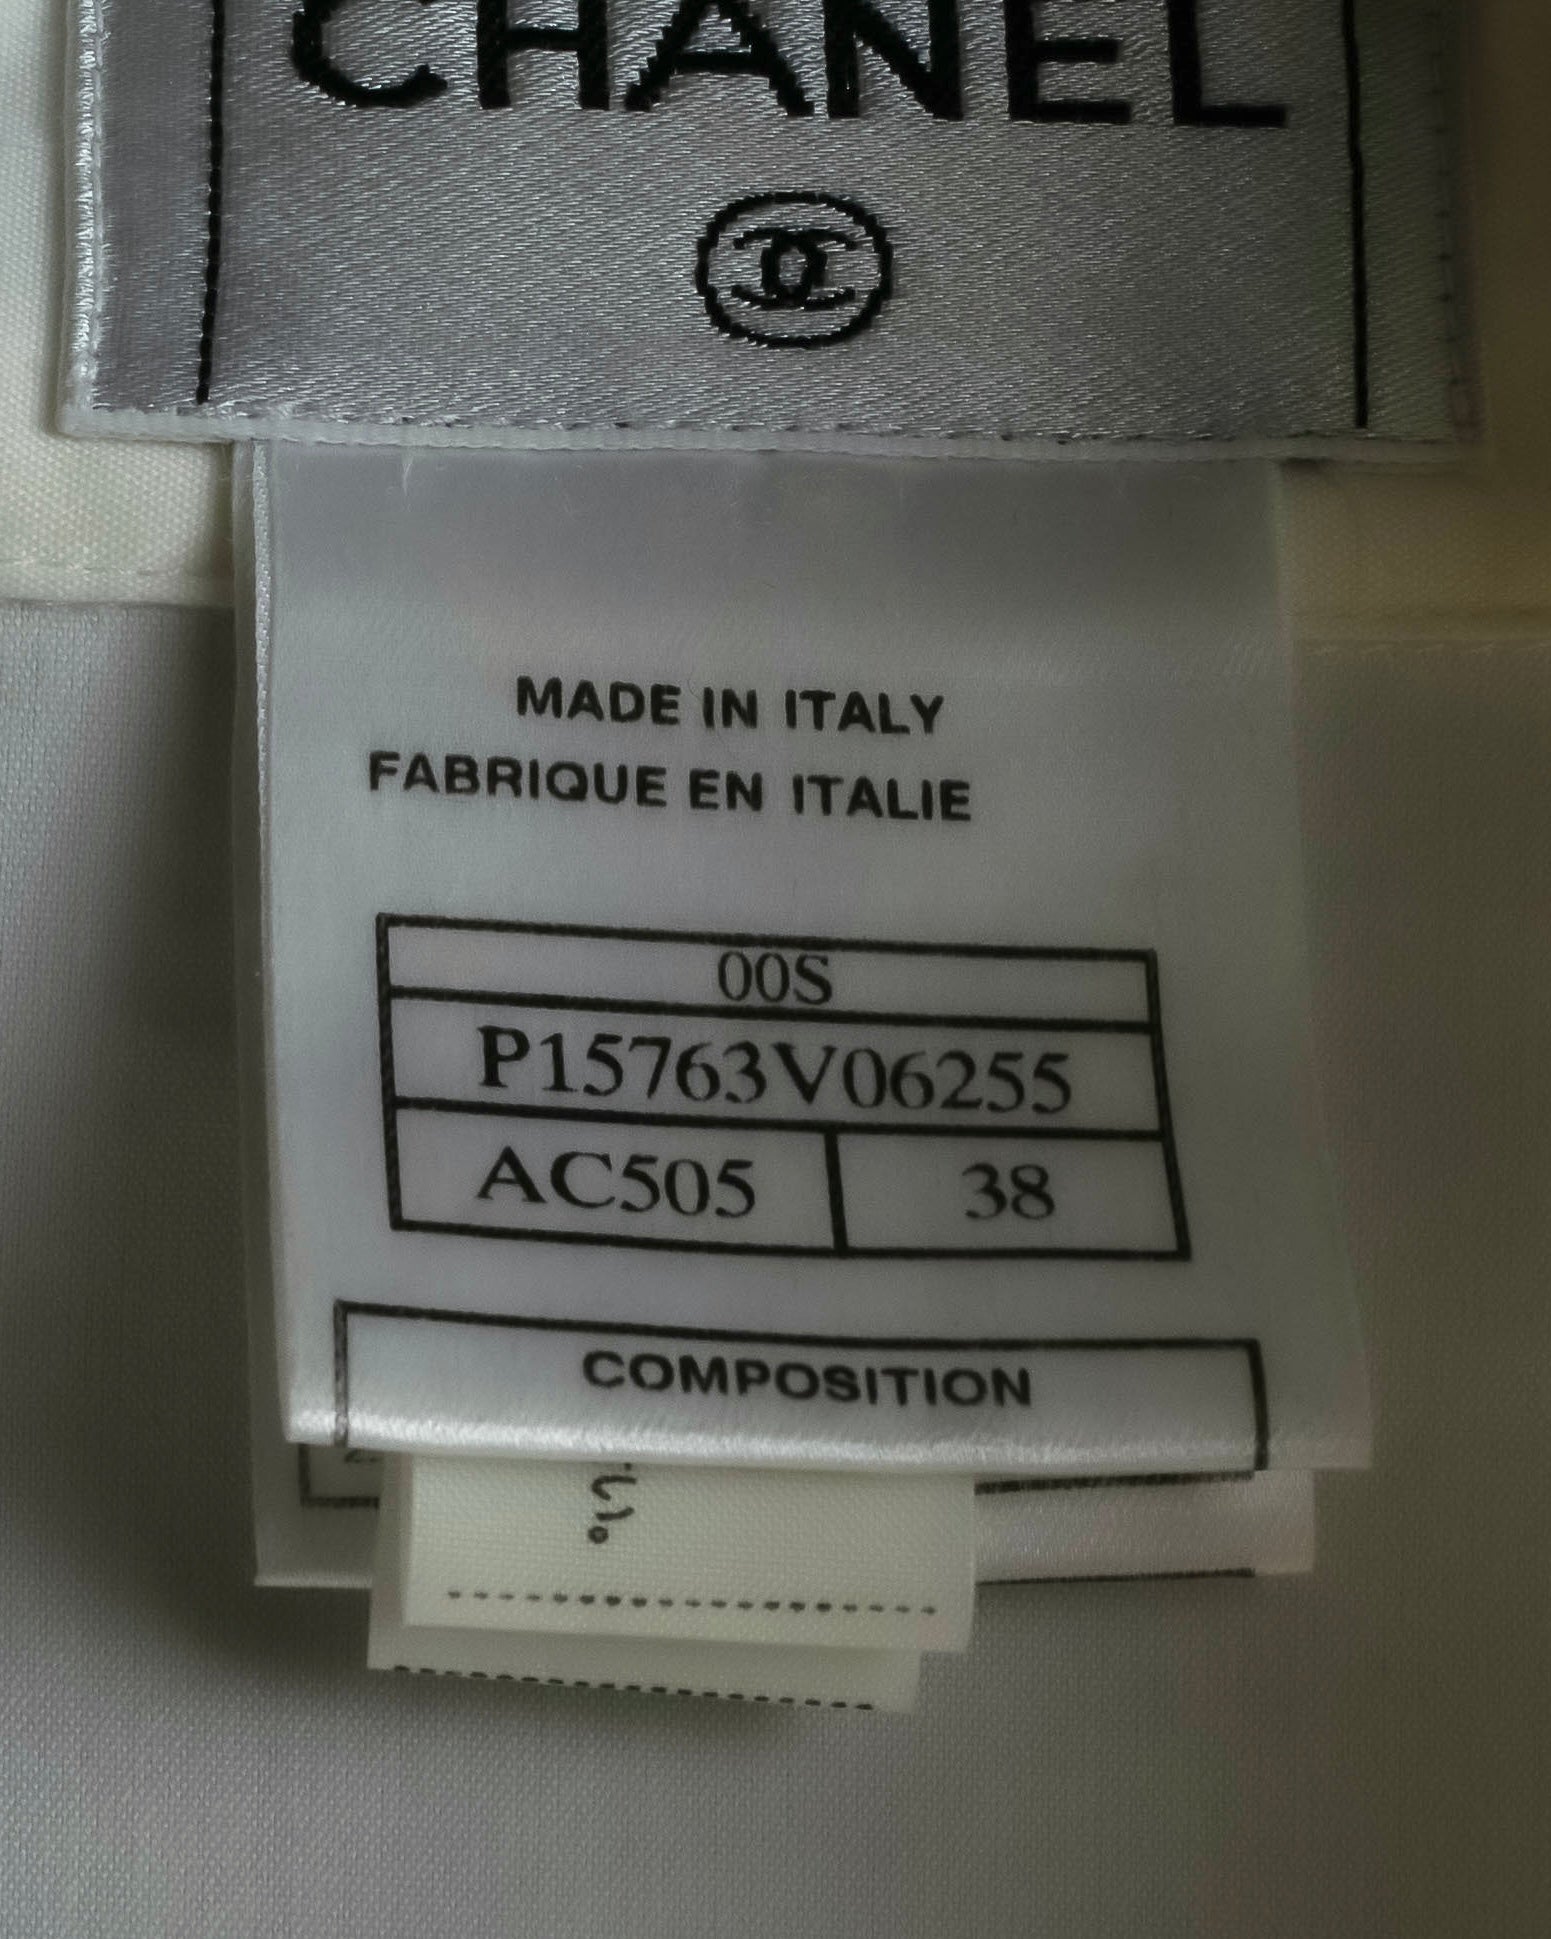 CHANEL
MADE IN ITALY
FABRIQUE EN ITALIE
00S
P15763V06255
AC505 38
COMPOSITION